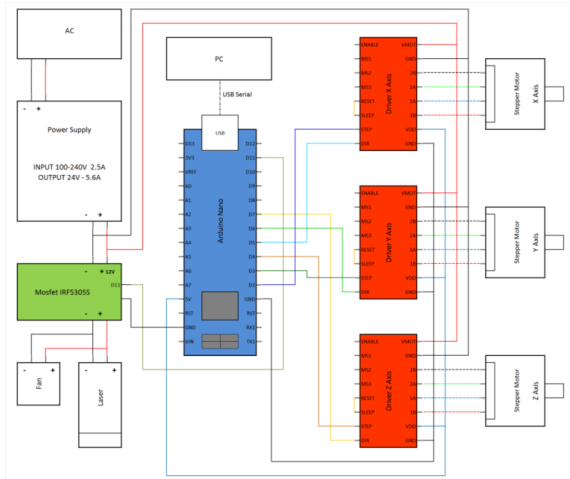 AC
- +
Power Supply
INPUT 100-240V 2.5A
OUTPUT 24V - 5.6A
- +
- + 12V
Mosfet IRF5305S
D11
- +
- +
Fan
- +
Laser
PC
USB Serial
USB
Arduino Nano
D13
3V3
VREF
A0
A1
A2
A3
A4
A5
A6
A7
5V
RST
GND
VIN
D12
D11
D10
D9
D8
D7
D6
D5
D4
D3
D2
GND
RST
RX1
TX1
Driver X Axis
ENABLE
MS1
MS2
MS3
RESET
SLEEP
STEP
DIR
VMOT
GND
2B
2A
1A
1B
VDD
GND
Stepper Motor
X Axis
Driver Y Axis
ENABLE
MS1
MS2
MS3
RESET
SLEEP
STEP
DIR
VMOT
GND
2B
2A
1A
1B
VDD
GND
Stepper Motor
Y Axis
Driver Z Axis
ENABLE
MS1
MS2
MS3
RESET
SLEEP
STEP
DIR
VMOT
GND
2B
2A
1A
1B
VDD
GND
Stepper Motor
Z Axis